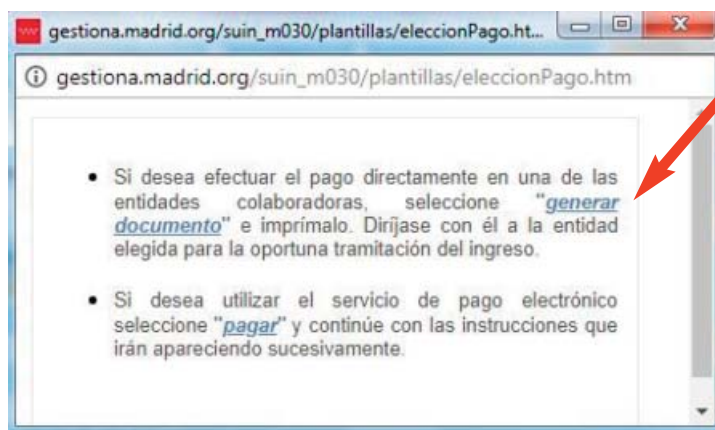 gestiona.madrid.org/suin_m030/plantillas/eleccionPago.ht...
gestiona.madrid.org/suin_m030/plantillas/eleccionPago.htm
• Si desea efectuar el pago directamente en una de las
entidades colaboradoras, seleccione "generar
documento" e imprímalo. Diríjase con él a la entidad
elegida para la oportuna tramitación del ingreso.
• Si desea utilizar el servicio de pago electrónico
seleccione "pagar" y continúe con las instrucciones que
irán apareciendo sucesivamente.